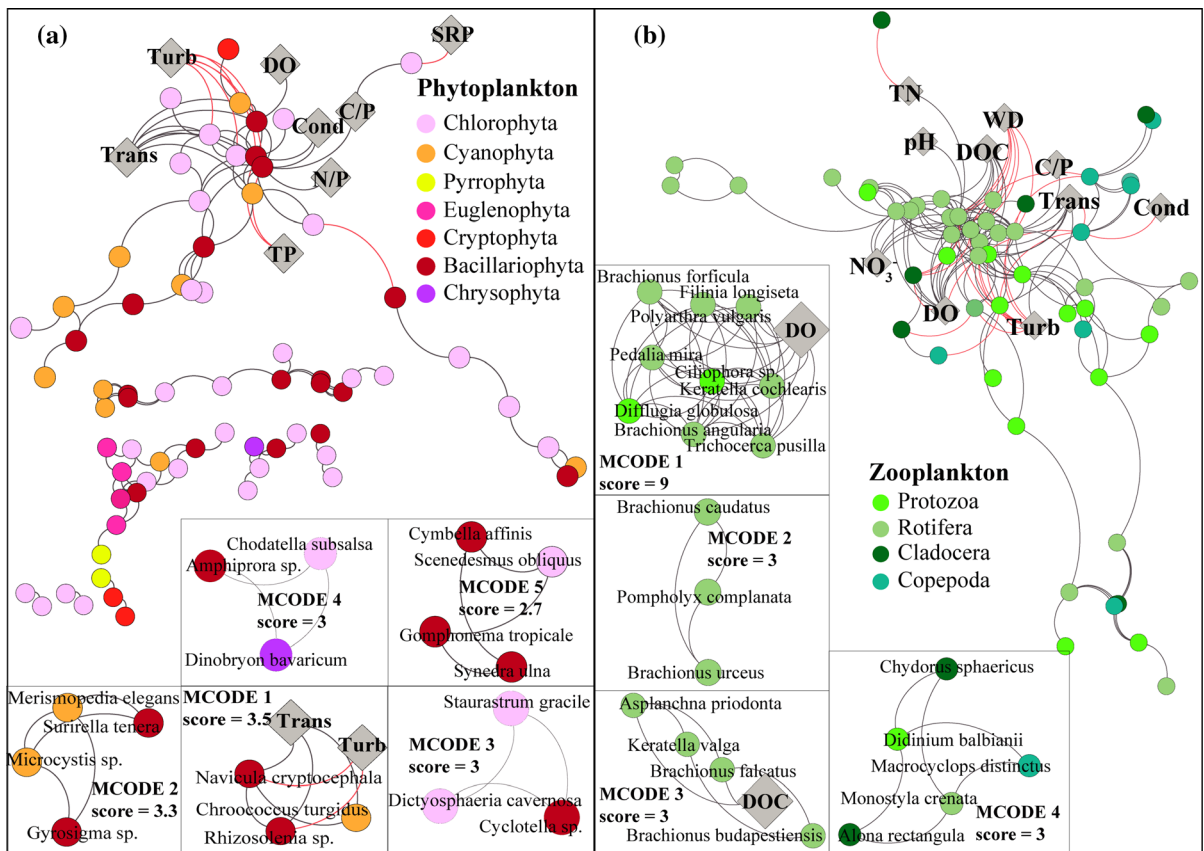 (a)
SRP
Turb
DO
Phytoplankton
C/P
Chlorophyta
Cond
Trans
Cyanophyta
N/P
Pyrrophyta
Euglenophyta
Cryptophyta
TP
Bacillariophyta
Chrysophyta
Chodatella subsalsa
Amphiprora sp.
MCODE 4
score = 3
Dinobryon bavaricum
Cymbella affinis
Scenedesmus obliquus
MCODE 5
score = 2.7
Gomphonema tropicale
Synedra ulna
Merismopedia elegans
Surirella tenera
Microcystis sp.
MCODE 2
score = 3.3
Gyrosigma sp.
MCODE 1
score = 3.5
Trans
Turb
Navicula cryptocephala
Chroococcus turgidus
Rhizosolenia sp.
Staurastrum gracile
MCODE 3
score = 3
Dictyosphaeria cavernosa
Cyclotella sp.
(b)
TN
WD
pH
DOC
C/P
Trans
Cond
NO3-
DO
Turb
Brachionus forficula
Filinia longiseta
Polyarthra vulgaris
DO
Pedalia mira
Ciliophora sp.
Keratella cochlearis
Difflugia globulosa
Brachionus angularia
Trichocerca pusilla
MCODE 1
score = 9
Zooplankton
Protozoa
Rotifera
Cladocera
Copepoda
Brachionus caudatus
MCODE 2
score = 3
Pompholyx complanata
Brachionus urceus
Asplanchna priodonta
Keratella valga
Brachionus falcatus
MCODE 3
score = 3
DOC
Brachionus budapestiensis
Chydorus sphaericus
Didinium balbianii
Macrocyclops distinctus
Monostyla crenata
MCODE 4
score = 3
Alona rectangula